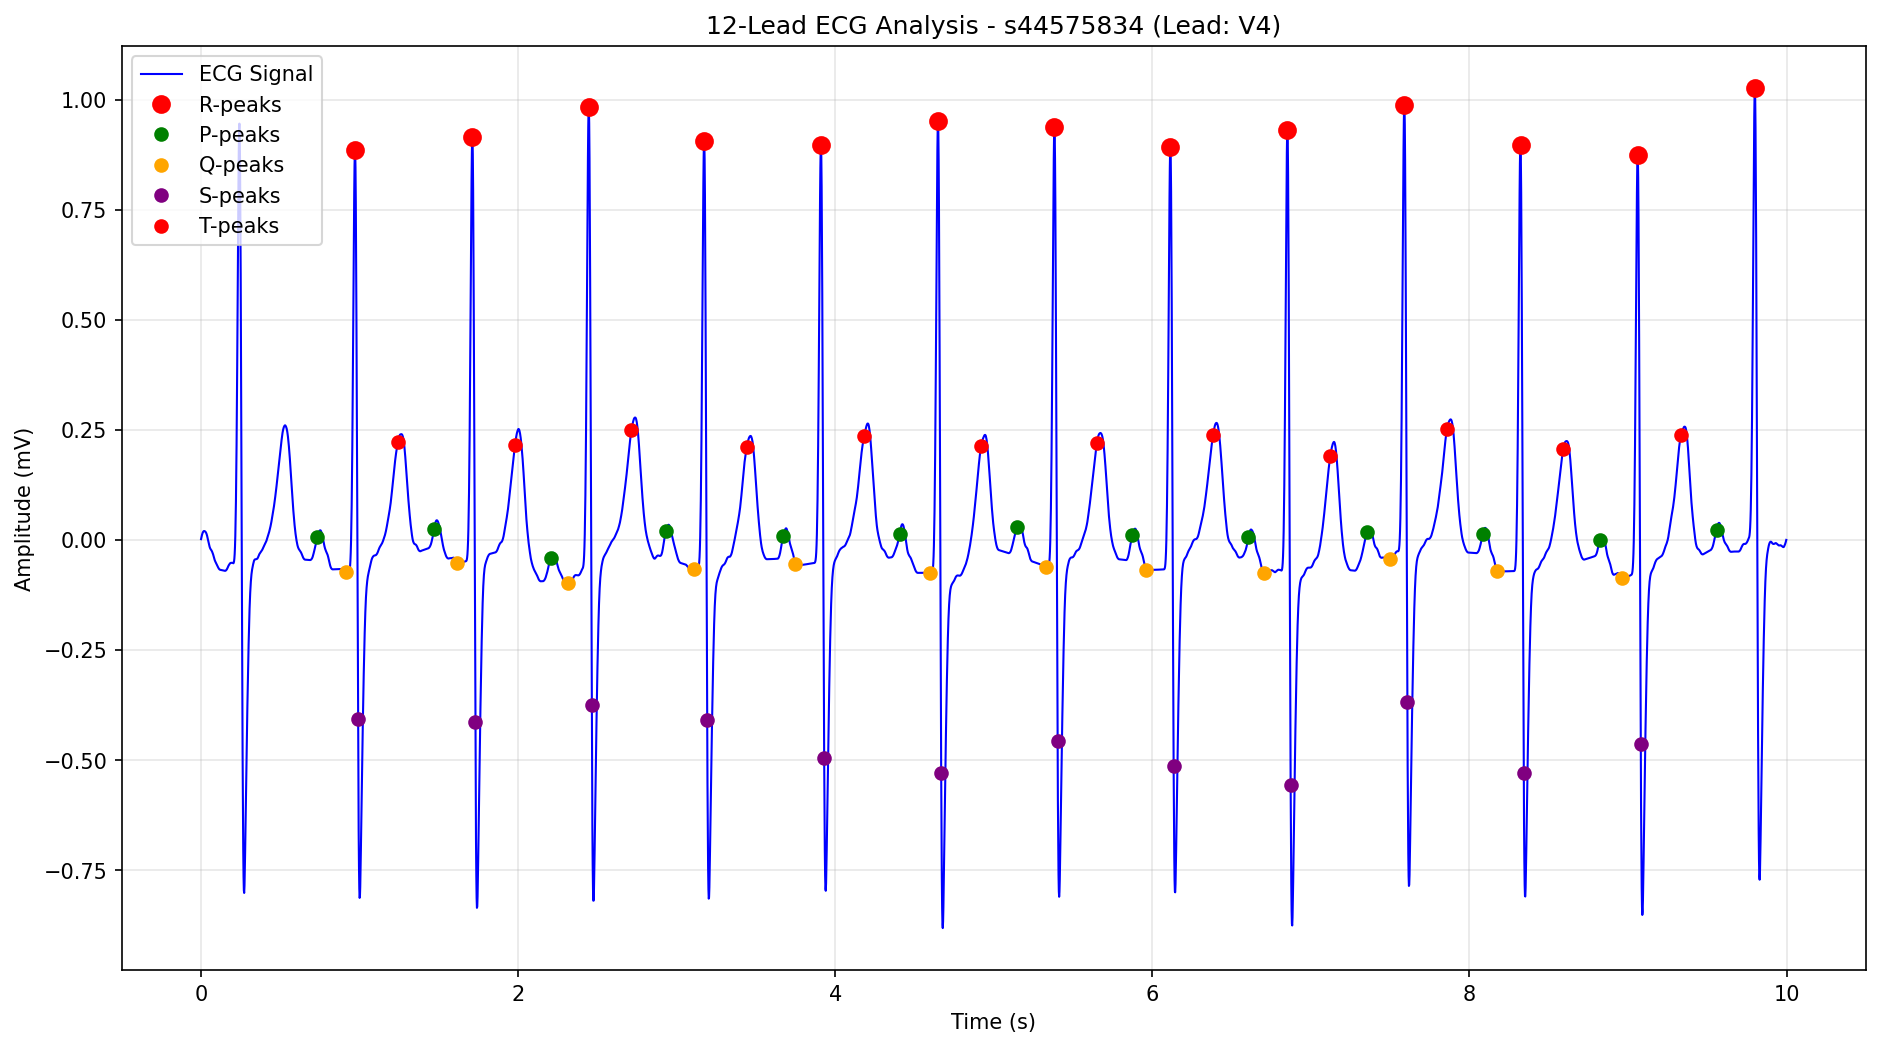 12-Lead ECG Analysis - s44575834 (Lead: V4)
ECG Signal
R-peaks
P-peaks
Q-peaks
S-peaks
T-peaks
1.00
0.75
0.50
0.25
0.00
−0.25
−0.50
−0.75
Amplitude (mV)
0 2 4 6 8 10
Time (s)